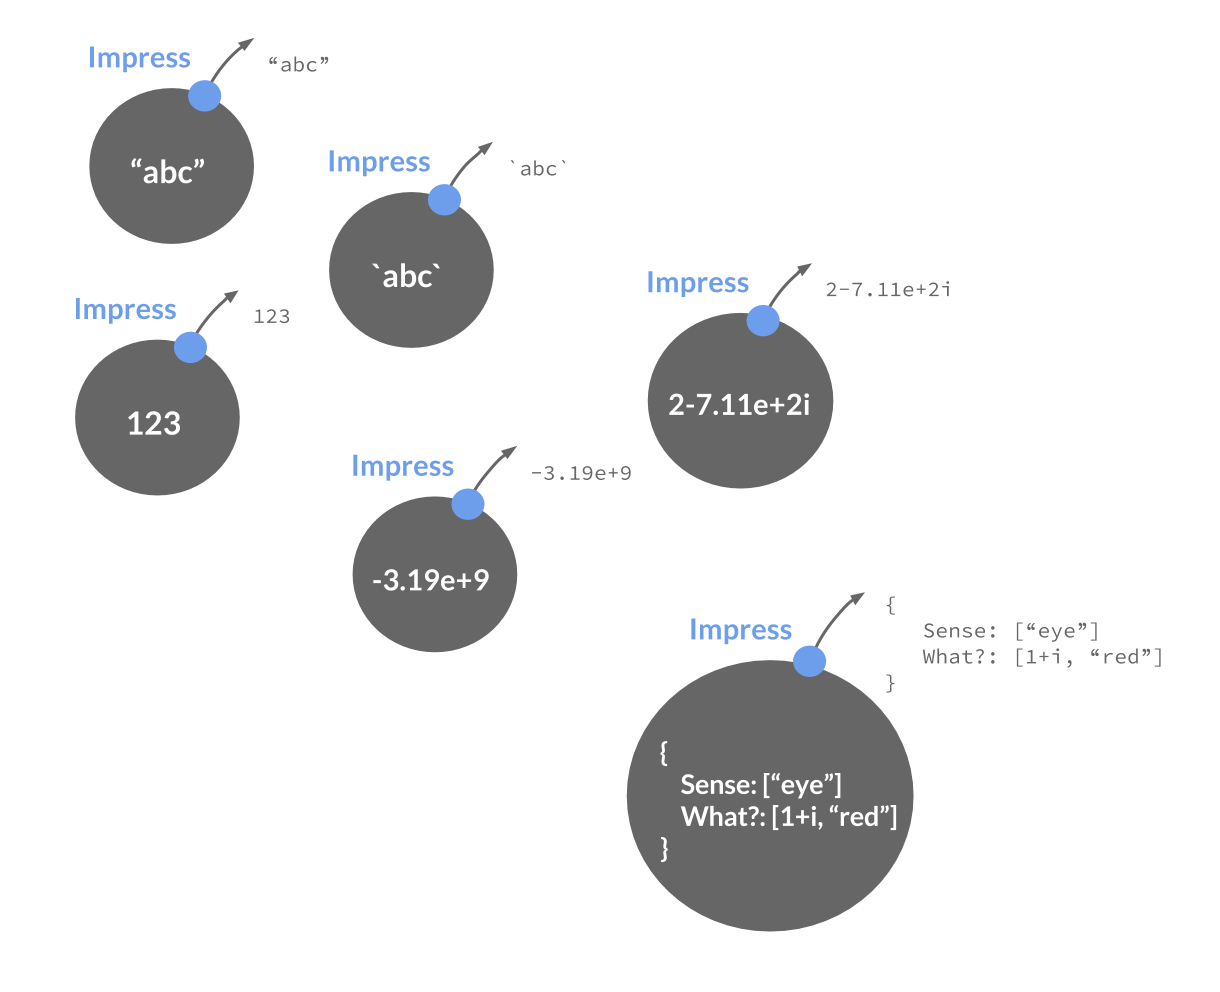 Impress
“abc”
“abc”
Impress
`abc`
`abc`
Impress
2-7.11e+2i
2-7.11e+2i
Impress
123
123
Impress
-3.19e+9
-3.19e+9
Impress
{
Sense: [“eye”]
What?: [1+i, “red”]
}
{
Sense: [“eye”]
What?: [1+i, “red”]
}